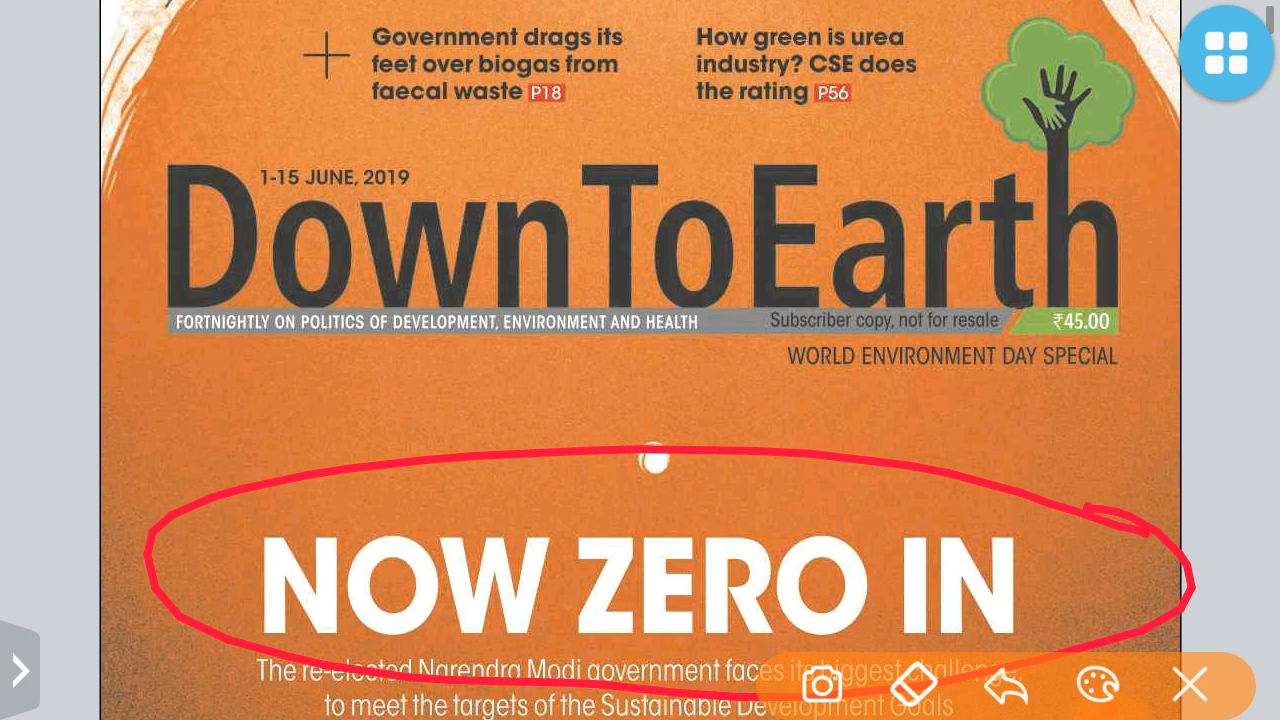 Government drags its
feet over biogas from
faecal waste P18
How green is urea
industry? CSE does
the rating P56
1-15 JUNE, 2019
DownToEarth
FORTNIGHTLY ON POLITICS OF DEVELOPMENT, ENVIRONMENT AND HEALTH
Subscriber copy, not for resale
₹45.00
WORLD ENVIRONMENT DAY SPECIAL
NOW ZERO IN
The re-elected Narendra Modi government faces its biggest challenge:
to meet the targets of the Sustainable Development Goals